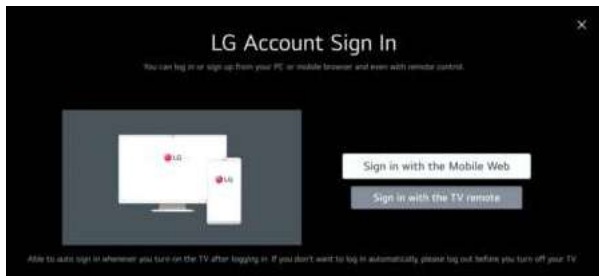 LG Account Sign In
You can log in or sign up from your PC or mobile browser and even with remote control.
LG
LG
Sign in with the Mobile Web
Sign in with the TV remote
Able to auto sign in whenever you turn on the TV after logging in. If you don't want to log in automatically, please log out before you turn off your TV